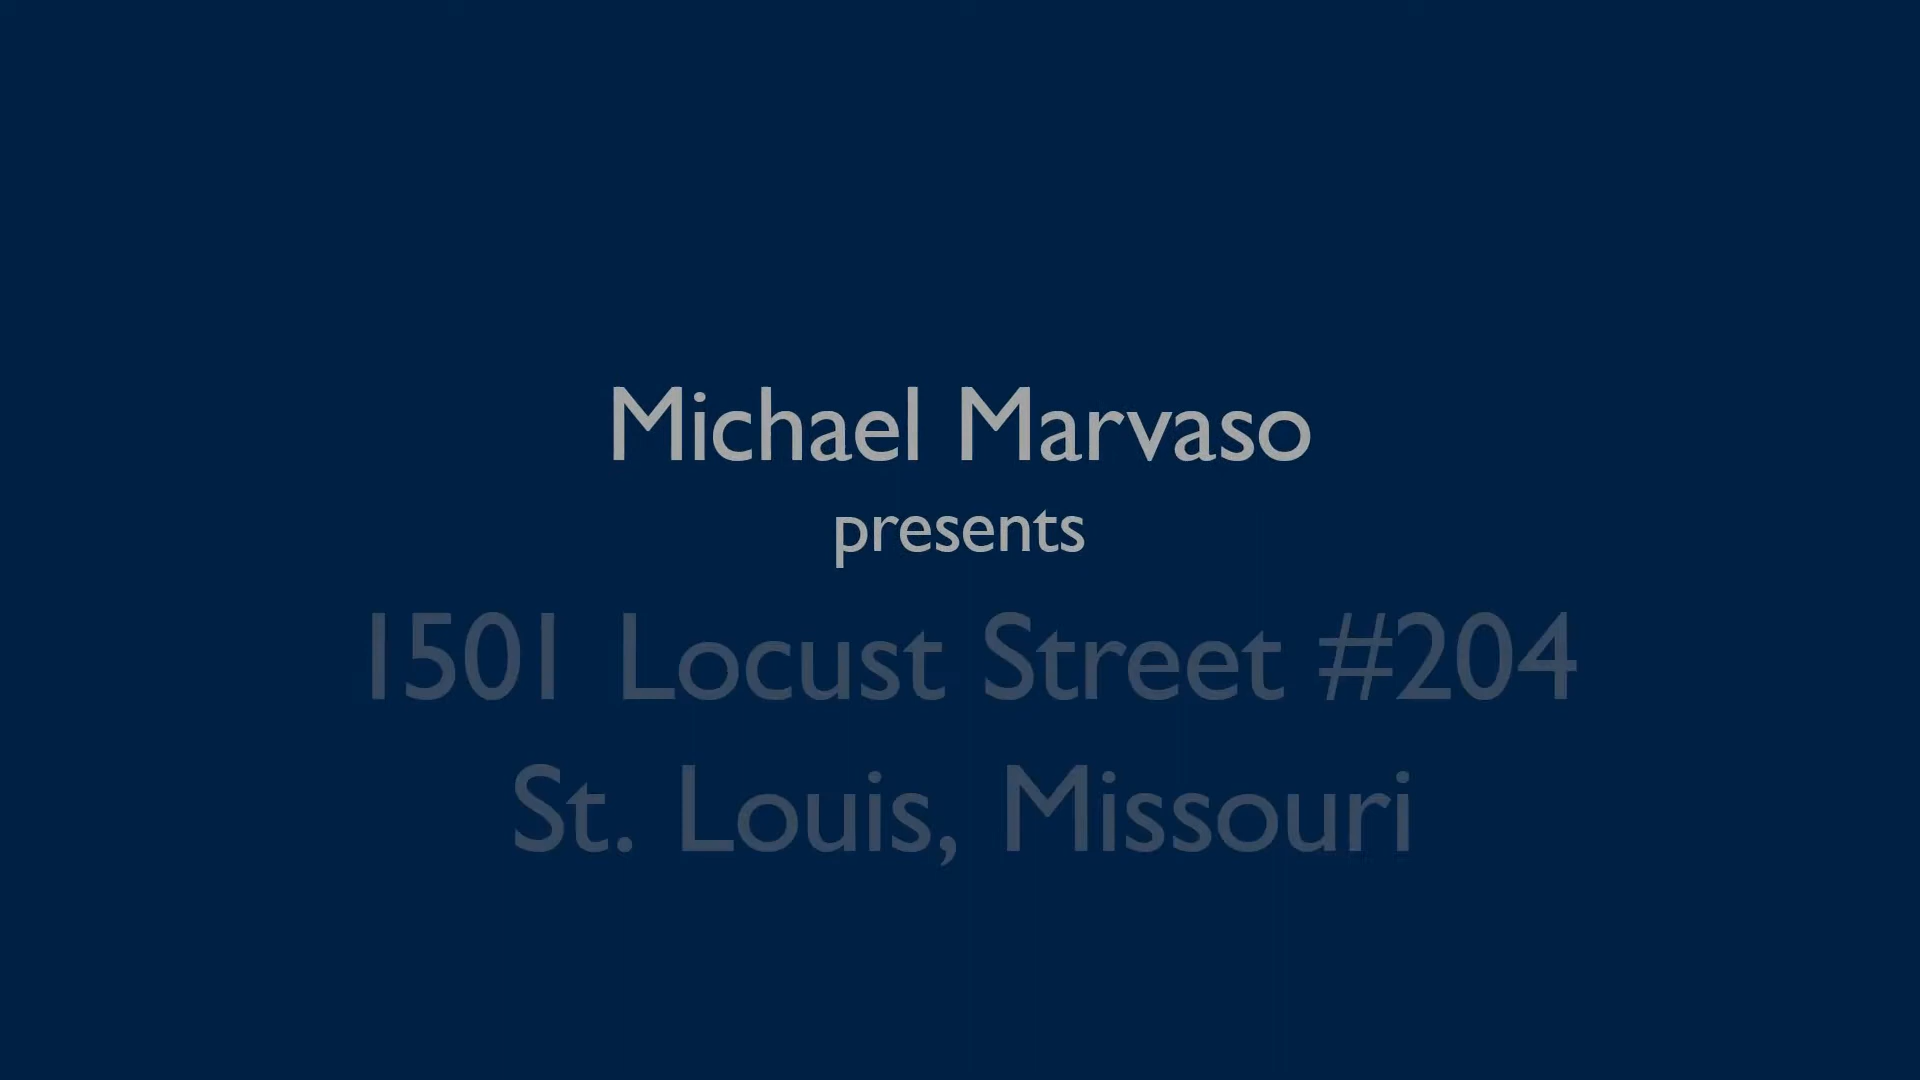 Michael Marvaso
presents
1501 Locust Street #204
St. Louis, Missouri